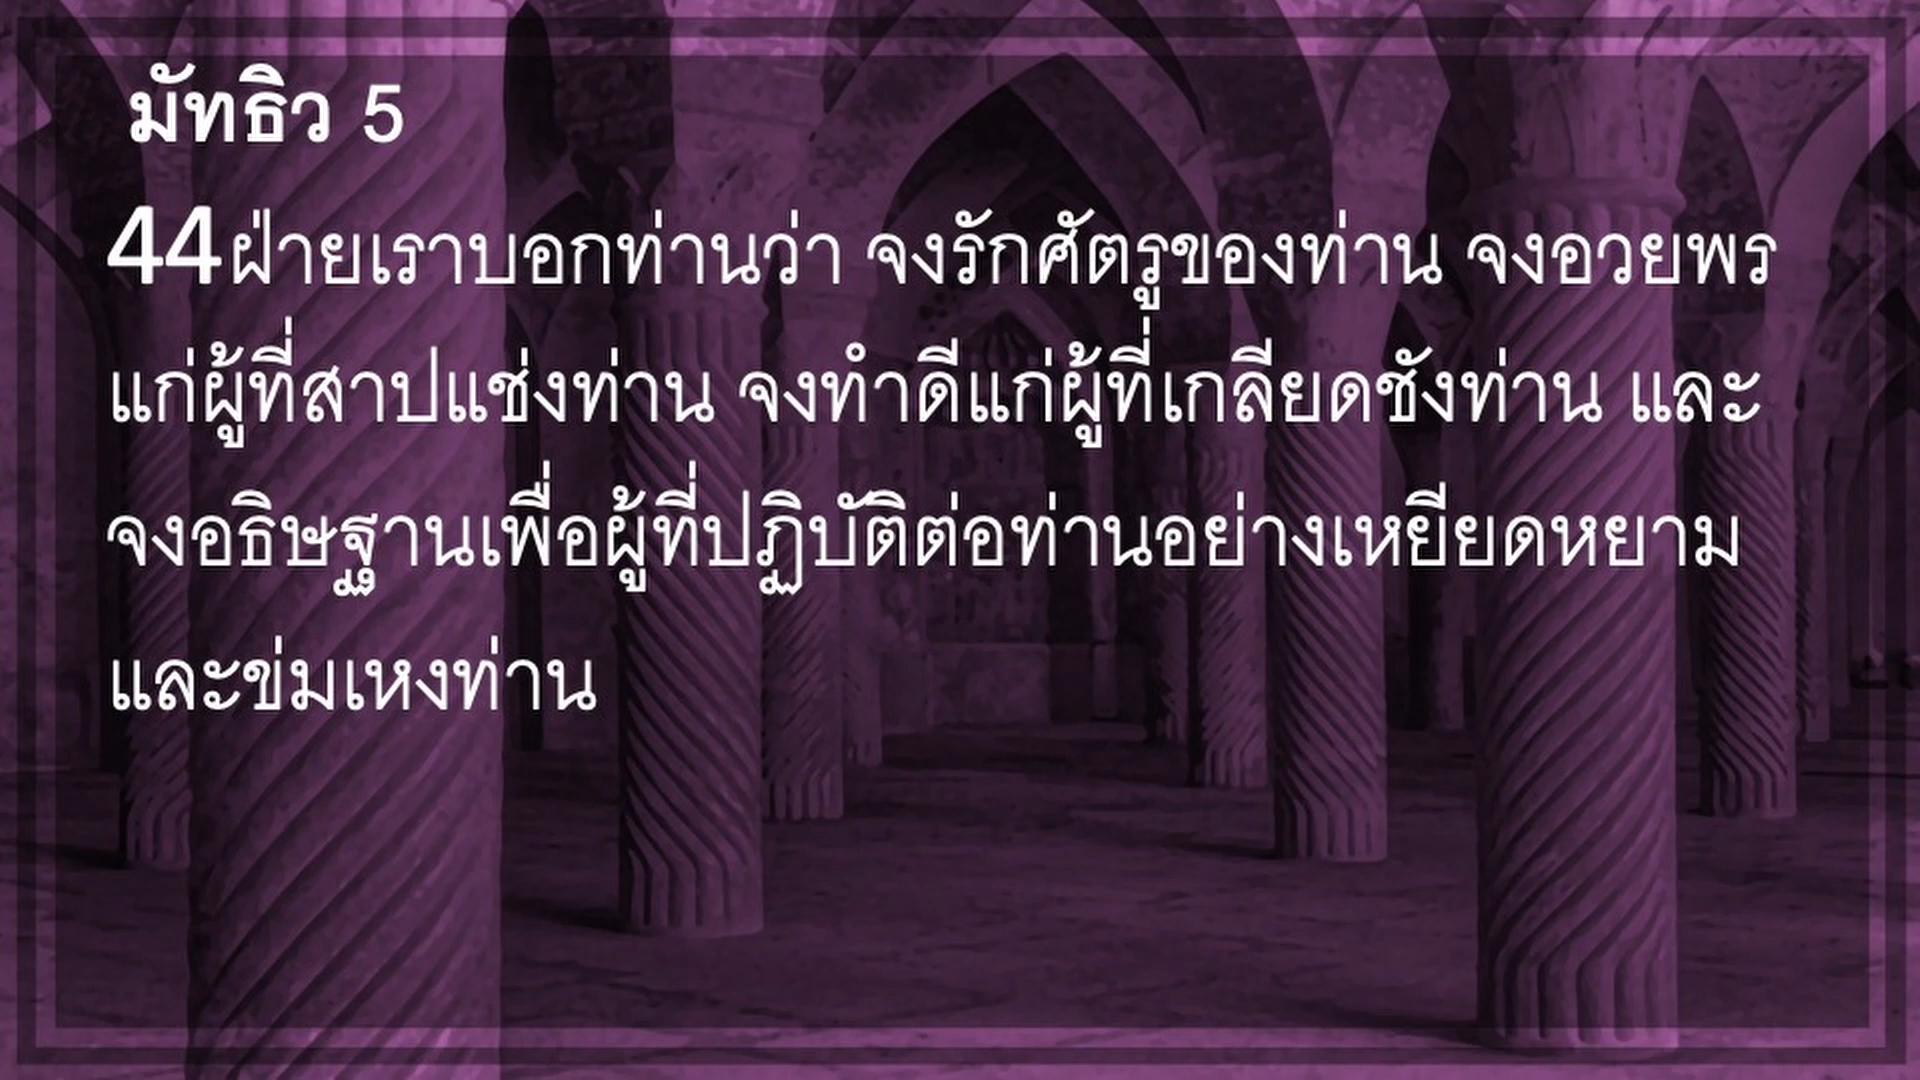 มัทธิว 5
44ฝ่ายเราบอกท่านว่า จงรักศัตรูของท่าน จงอวยพร
แก่ผู้ที่สาปแช่งท่าน จงทำดีแก่ผู้ที่เกลียดชังท่าน และ
จงอธิษฐานเพื่อผู้ที่ปฏิบัติต่อท่านอย่างเหยียดหยาม
และข่มเหงท่าน